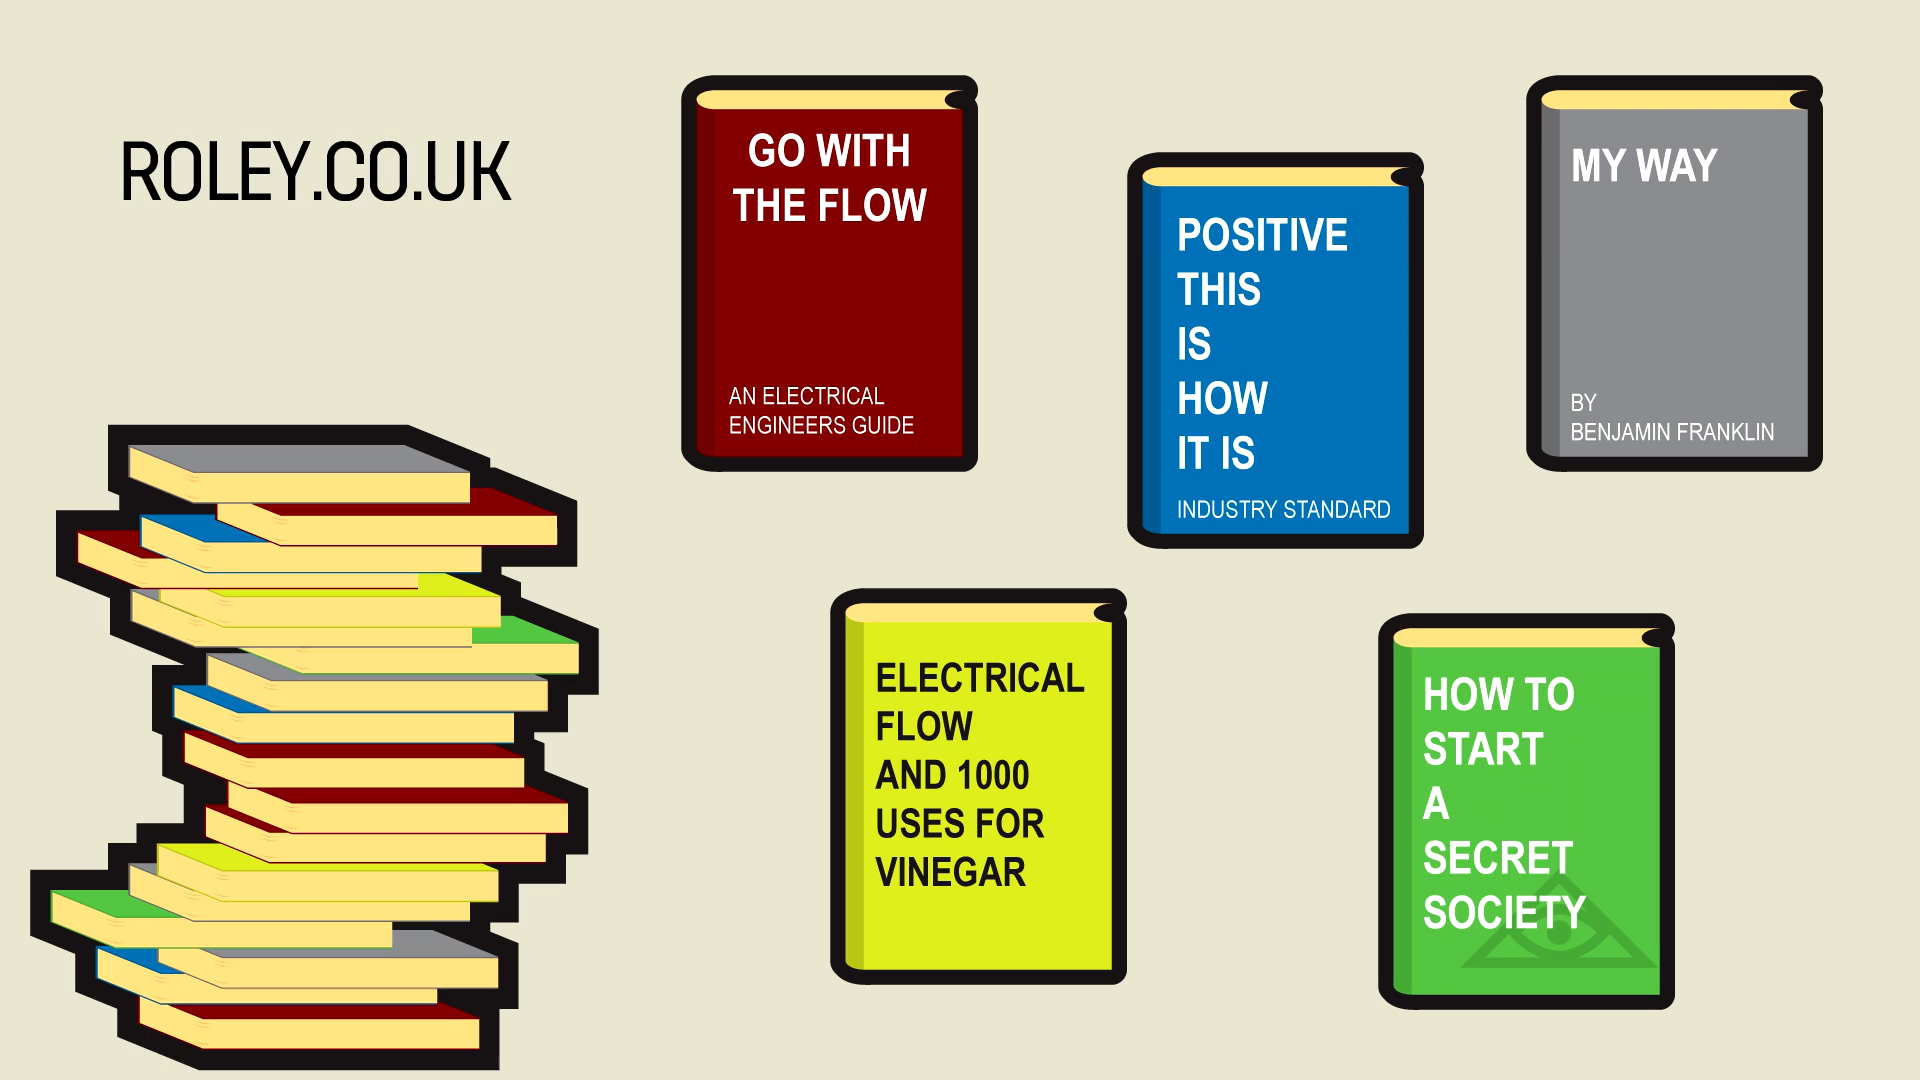 ROLEY.CO.UK
GO WITH
THE FLOW
AN ELECTRICAL
ENGINEERS GUIDE
POSITIVE
THIS
IS
HOW
IT IS
INDUSTRY STANDARD
MY WAY
BY
BENJAMIN FRANKLIN
ELECTRICAL
FLOW
AND 1000
USES FOR
VINEGAR
HOW TO
START
A
SECRET
SOCIETY